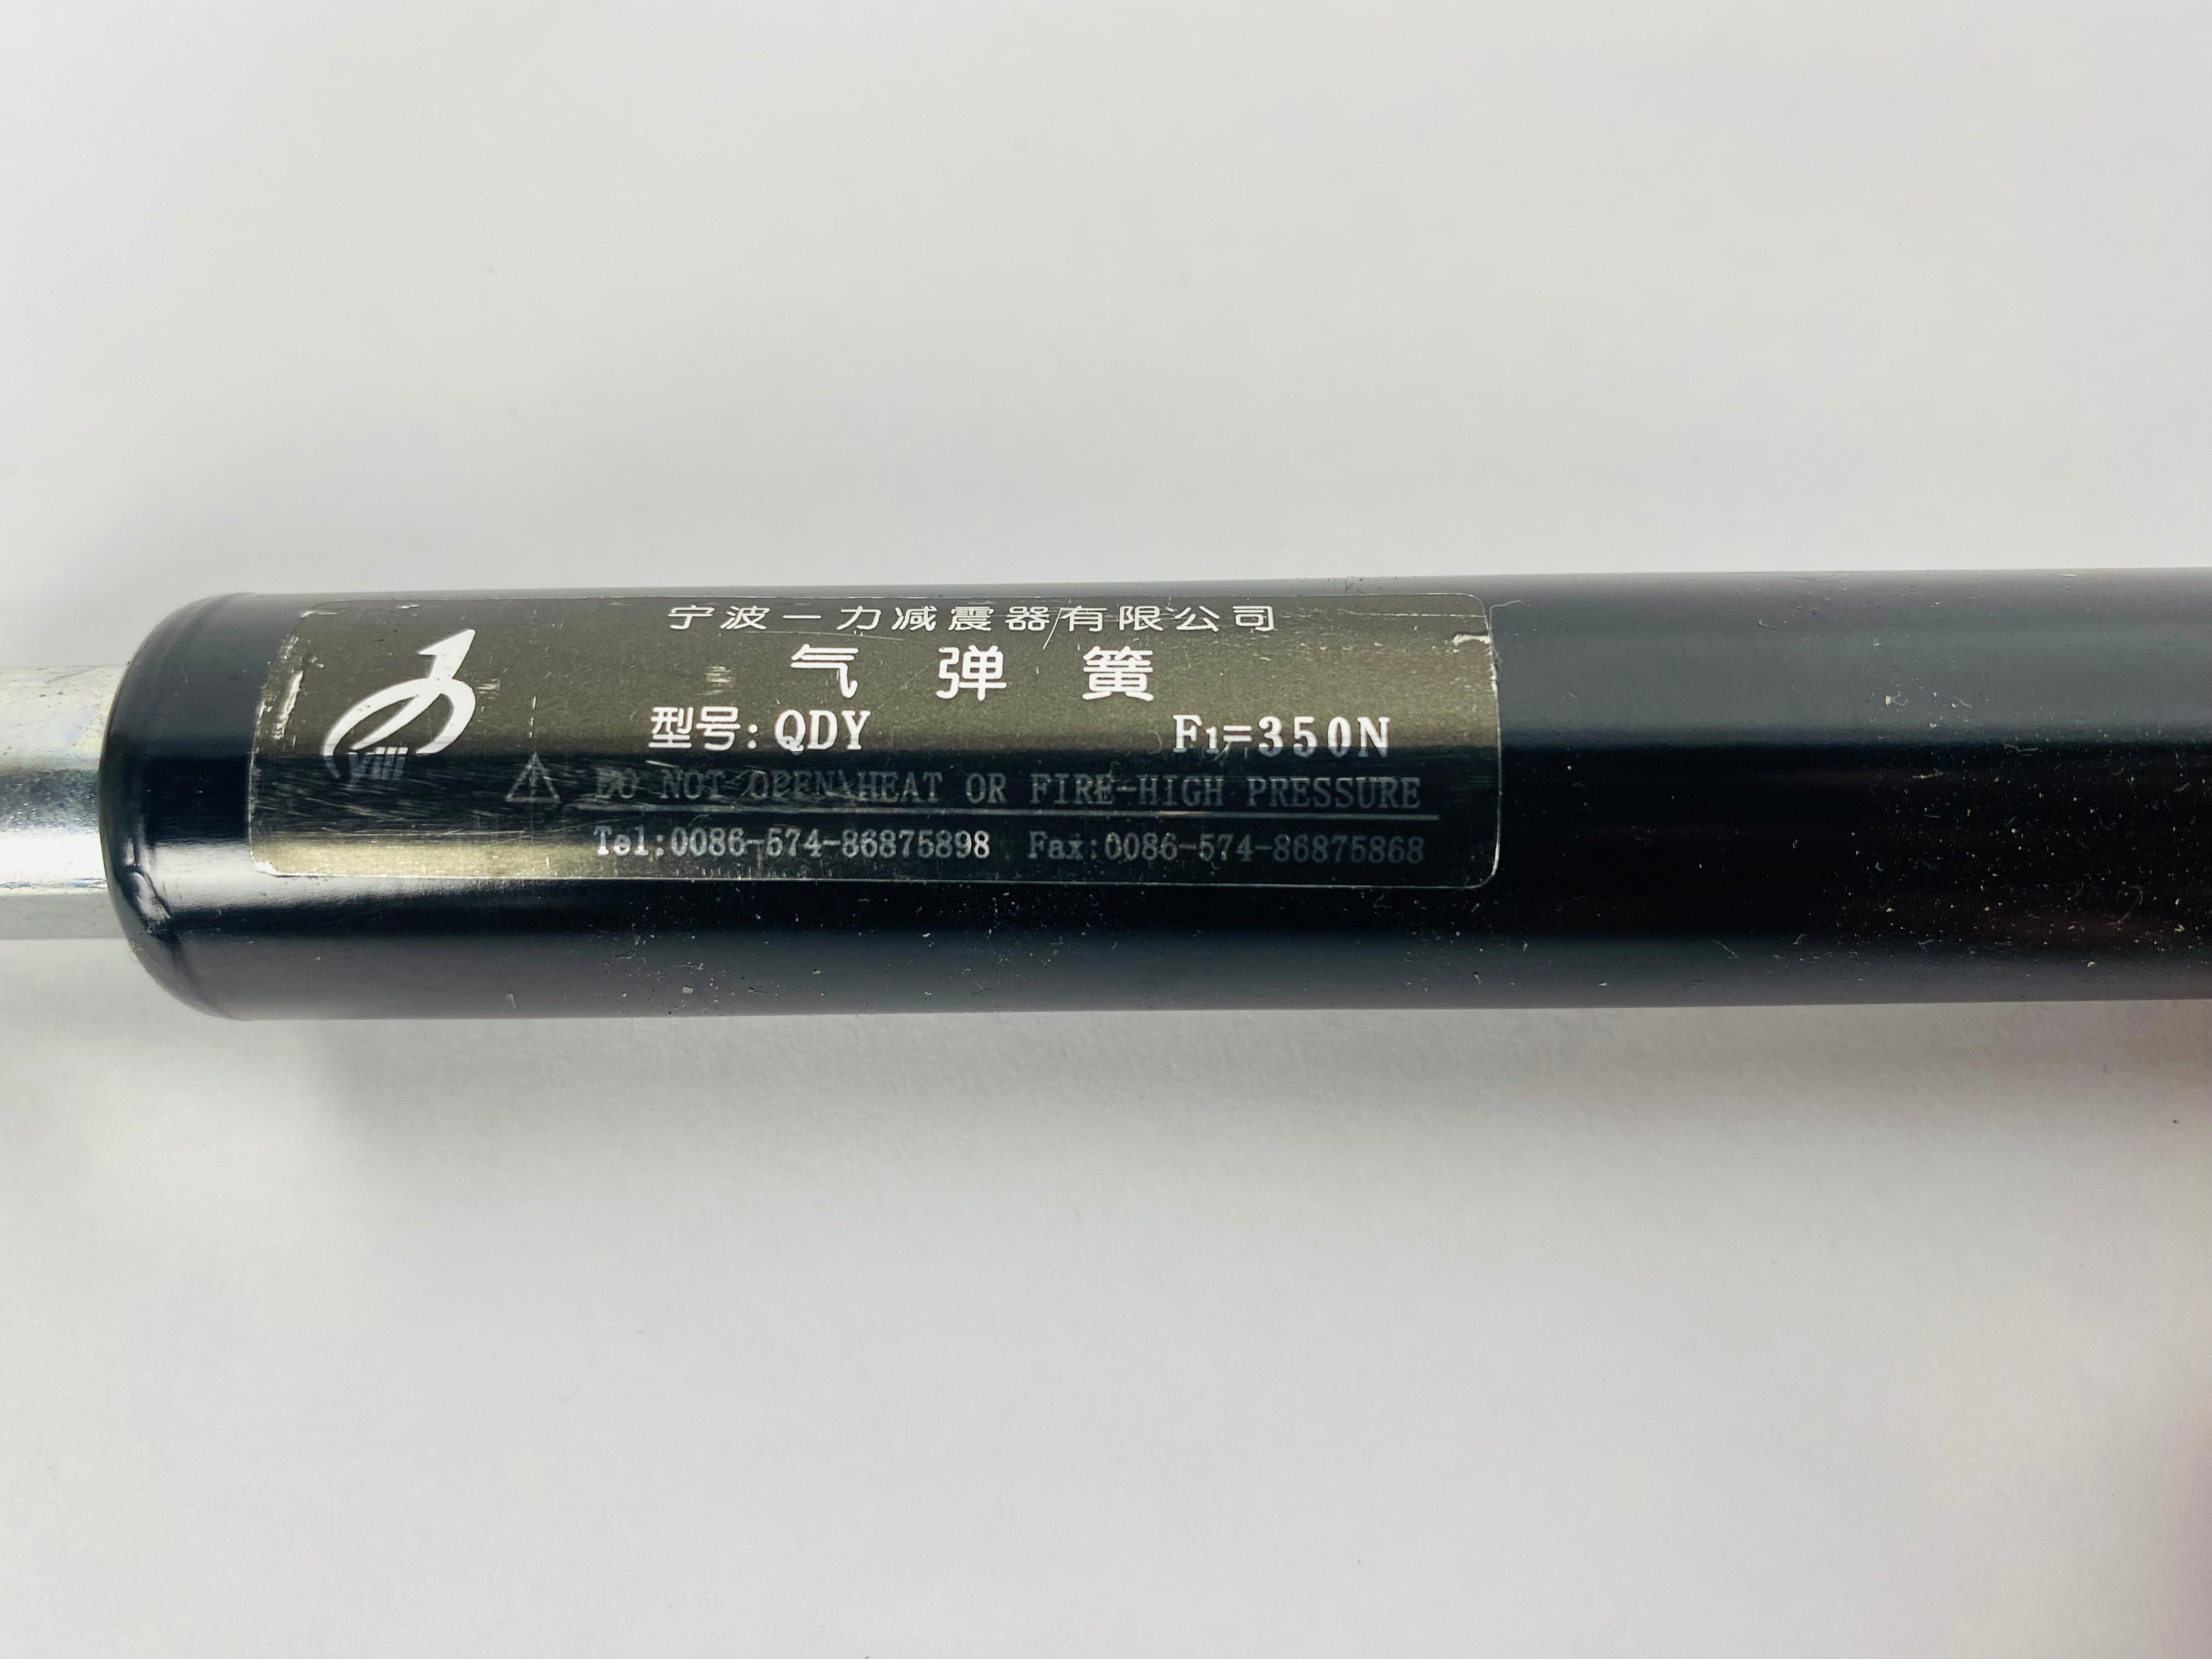 宁波一力减震器有限公司
气弹簧
型号: QDY F1=350N
yili
DO NOT OPEN\HEAT OR FIRE-HIGH PRESSURE
Tel:0086-574-86875898 Fax:0086-574-86875868